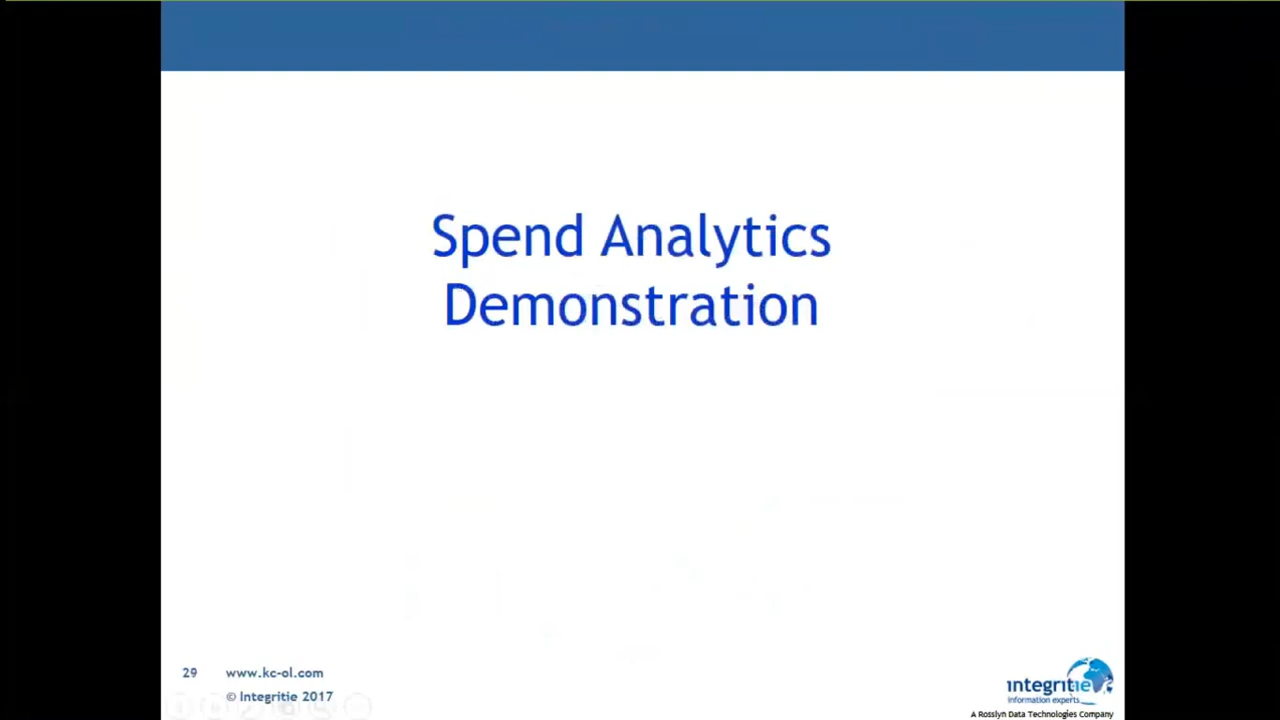 Spend Analytics
Demonstration
29 www.kc-ol.com
© Integritie 2017
integritie
information experts
A Rosslyn Data Technologies Company